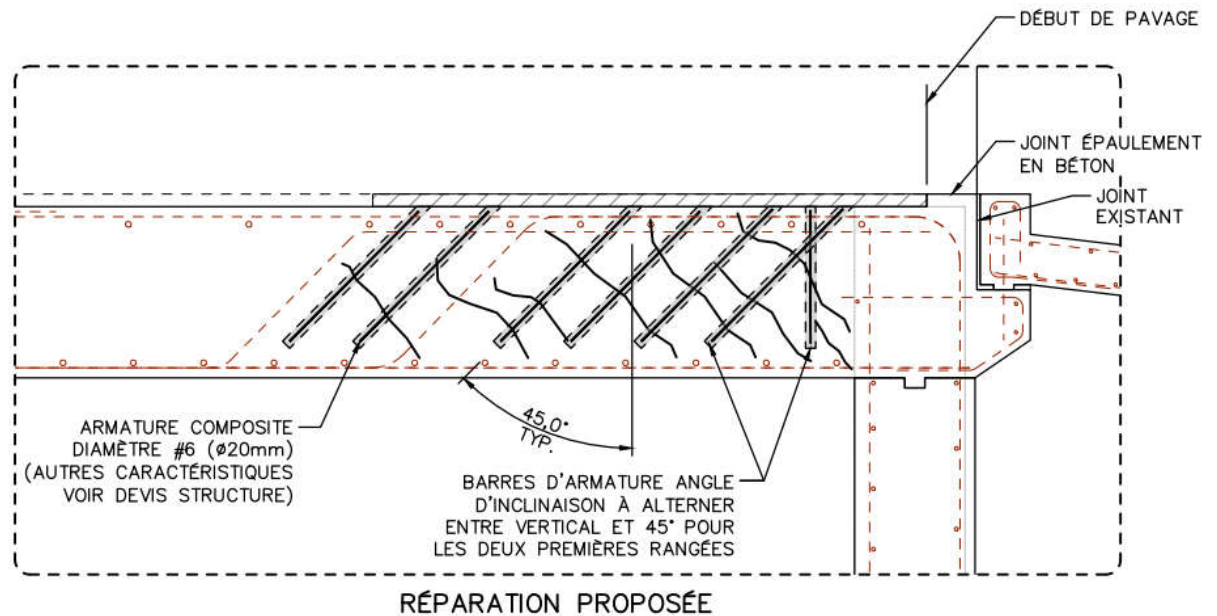 DÉBUT DE PAVAGE
JOINT ÉPAULEMENT
EN BÉTON
JOINT
EXISTANT
45,0°
TYP.
ARMATURE COMPOSITE
DIAMÈTRE #6 (ø20mm)
(AUTRES CARACTÉRISTIQUES
VOIR DEVIS STRUCTURE)
BARRES D'ARMATURE ANGLE
D'INCLINAISON À ALTERNER
ENTRE VERTICAL ET 45° POUR
LES DEUX PREMIÈRES RANGÉES
RÉPARATION PROPOSÉE